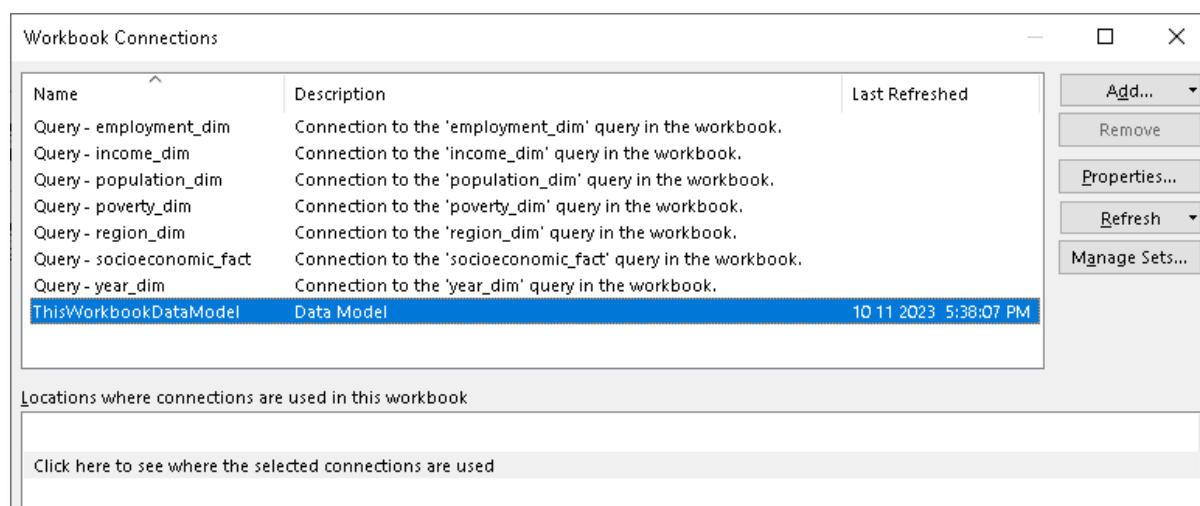 Workbook Connections
Name Description Last Refreshed
Add...
Query - employment_dim Connection to the 'employment_dim' query in the workbook.
Remove
Query - income_dim Connection to the 'income_dim' query in the workbook.
Query - population_dim Connection to the 'population_dim' query in the workbook.
Properties...
Query - poverty_dim Connection to the 'poverty_dim' query in the workbook.
Refresh
Query - region_dim Connection to the 'region_dim' query in the workbook.
Query - socioeconomic_fact Connection to the 'socioeconomic_fact' query in the workbook.
Manage Sets...
Query - year_dim Connection to the 'year_dim' query in the workbook.
ThisWorkbookDataModel Data Model 10 11 2023 5:38:07 PM
Locations where connections are used in this workbook
Click here to see where the selected connections are used